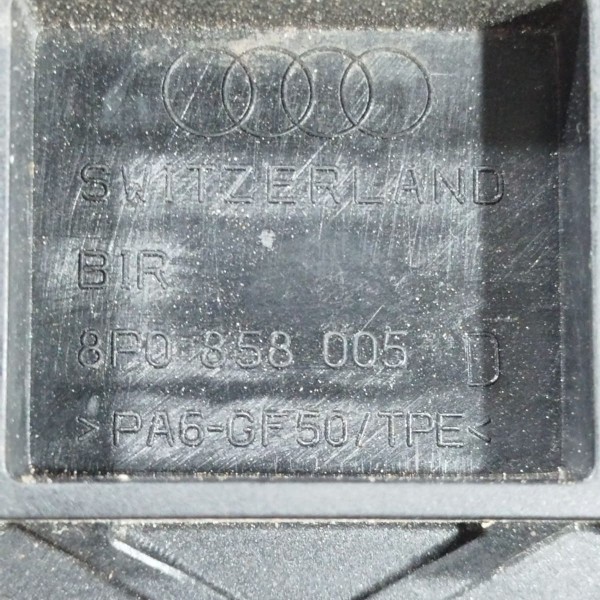 SWITZERLAND
BIR
8P0 858 005 D
>PA6-GF50/TPE<